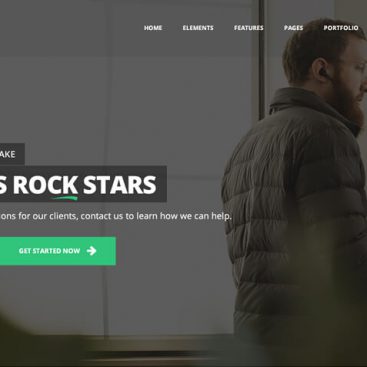 HOME ELEMENTS FEATURES PAGES PORTFOLIO
AKE
S ROCK STARS
ions for our clients, contact us to learn how we can help.
GET STARTED NOW